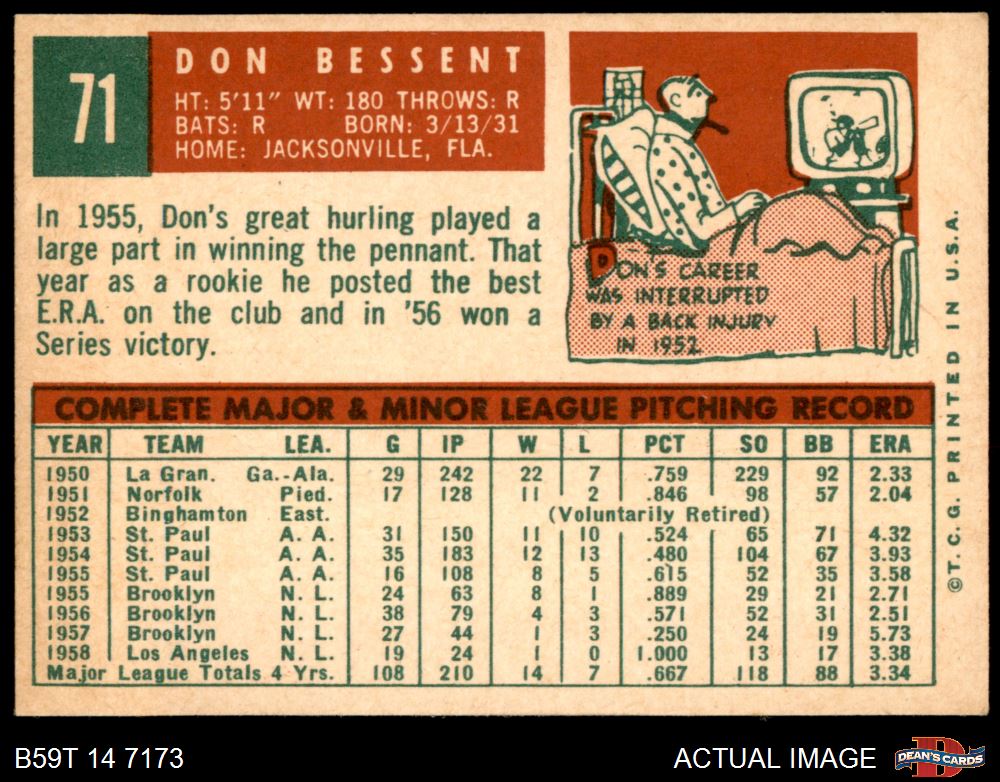 71
DON BESSENT
HT: 5'11" WT: 180 THROWS: R
BATS: R BORN: 3/13/31
HOME: JACKSONVILLE, FLA.
In 1955, Don's great hurling played a
large part in winning the pennant. That
year as a rookie he posted the best
E.R.A. on the club and in '56 won a
Series victory.
DON'S CAREER
WAS INTERRUPTED
BY A BACK INJURY
IN 1952
COMPLETE MAJOR & MINOR LEAGUE PITCHING RECORD
YEAR TEAM LEA. G IP W L PCT SO BB ERA
1950 La Gran. Ga.-Ala. 29 242 22 7 .759 229 92 2.33
1951 Norfolk Pied. 17 128 11 2 .846 98 57 2.04
1952 Binghamton East. (Voluntarily Retired)
1953 St. Paul A. A. 31 150 11 10 .524 65 71 4.32
1954 St. Paul A. A. 35 183 12 13 .480 104 67 3.93
1955 St. Paul A. A. 16 108 8 5 .615 52 35 3.58
1955 Brooklyn N. L. 24 63 8 1 .889 29 21 2.71
1956 Brooklyn N. L. 38 79 4 3 .571 52 31 2.51
1957 Brooklyn N. L. 27 44 1 3 .250 24 19 5.73
1958 Los Angeles N. L. 19 24 1 0 1.000 13 17 3.38
Major League Totals 4 Yrs. 108 210 14 7 .667 118 88 3.34
©T.C.G. PRINTED IN U.S.A.
B59T 14 7173
ACTUAL IMAGE
D
DEAN'S CARDS